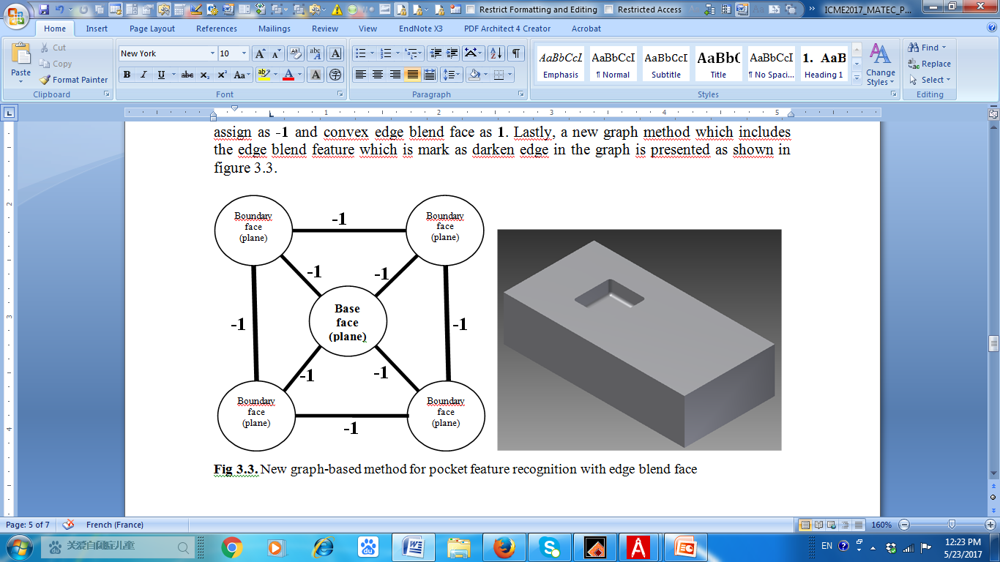 Restrict Formatting and Editing Restricted Access ICME2017_MATEC_P...
Home Insert Page Layout References Mailings Review View EndNote X3 PDF Architect 4 Creator Acrobat
Paste
Cut
Copy
Format Painter
Clipboard
New York 10
Font
Paragraph
AaBbCcI AaBbCcI AaBbCcI AaBbC AaBbCcI 1. AaB
Emphasis ¶ Normal Subtitle Title ¶ No Spaci... Heading 1
Change
Styles
Styles
Find
Replace
Select
Editing
1 2 3 4 5
assign as -1 and convex edge blend face as 1. Lastly, a new graph method which includes
the edge blend feature which is mark as darken edge in the graph is presented as shown in
figure 3.3.
Boundary
face
(plane)
-1
Boundary
face
(plane)
-1
-1
-1
Base
face
(plane)
-1
-1
-1
Boundary
face
(plane)
-1
Boundary
face
(plane)
Fig 3.3. New graph-based method for pocket feature recognition with edge blend face
Page: 5 of 7 French (France) 160%
EN 12:23 PM
5/23/2017